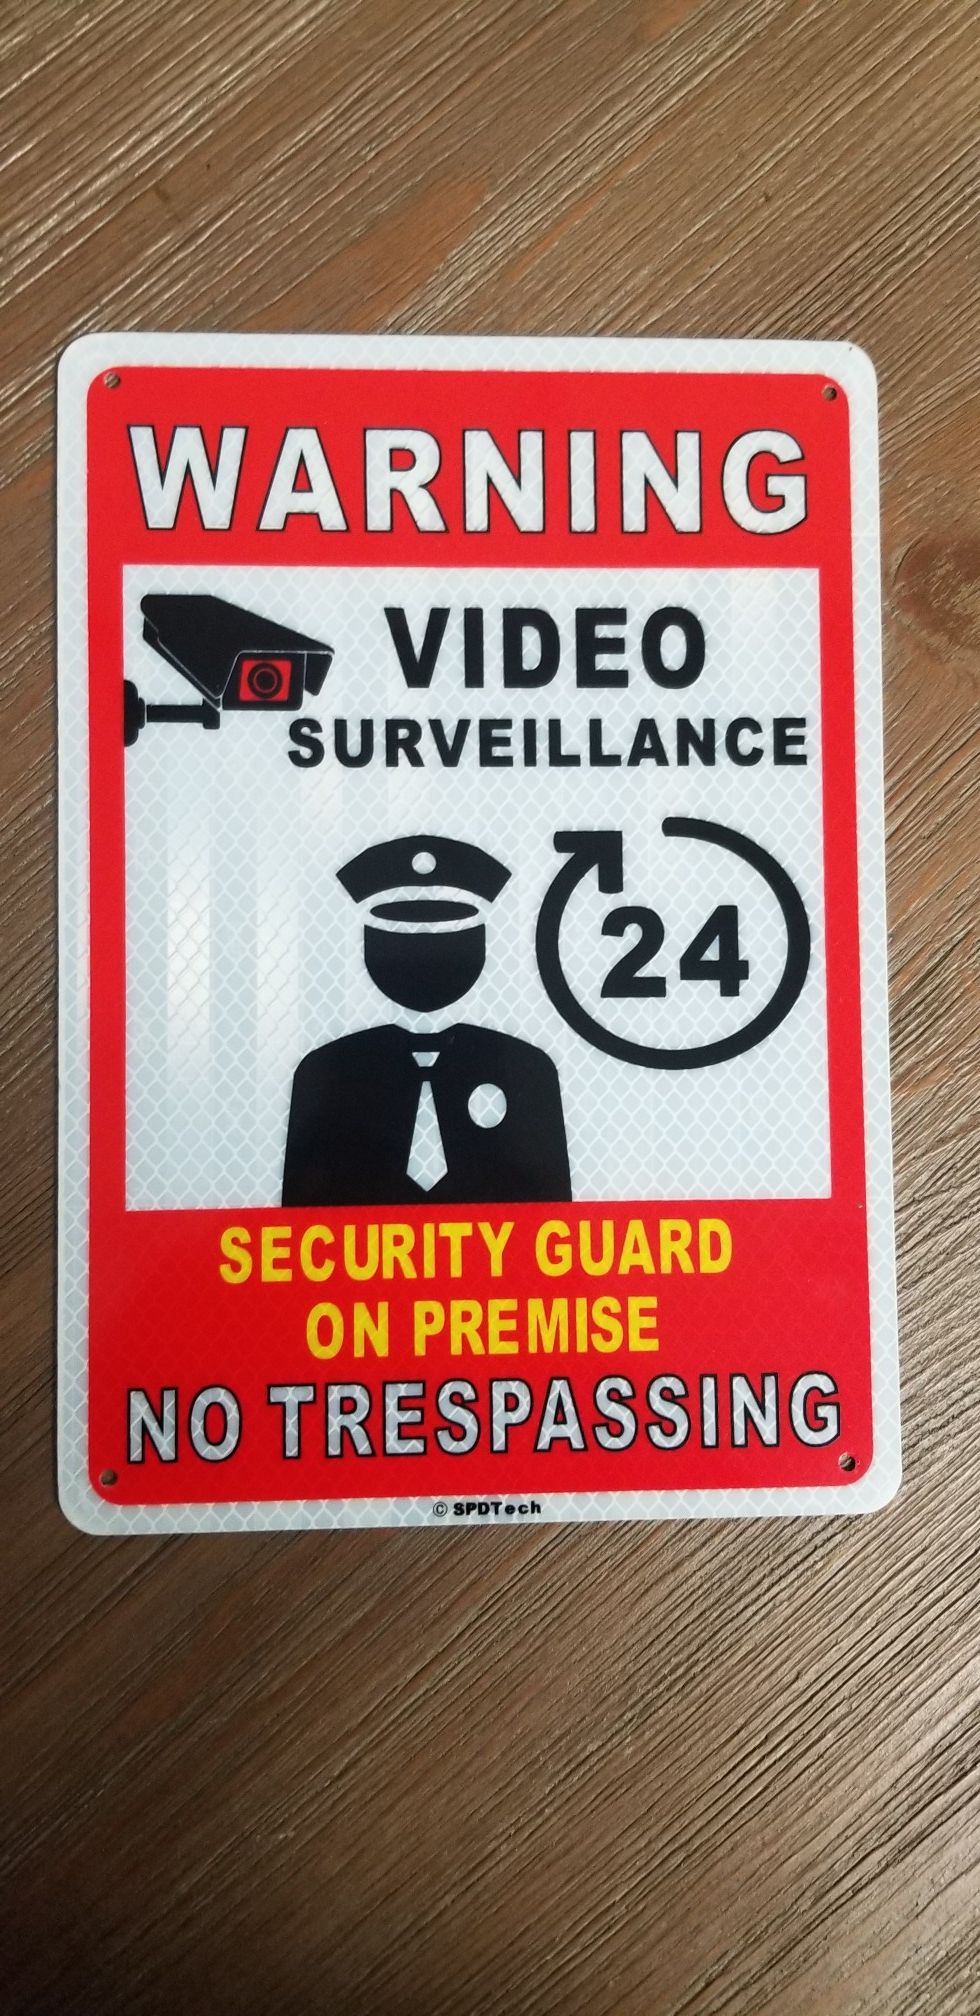 WARNING
VIDEO
SURVEILLANCE
24
SECURITY GUARD
ON PREMISE
NO TRESPASSING
© SPDTech